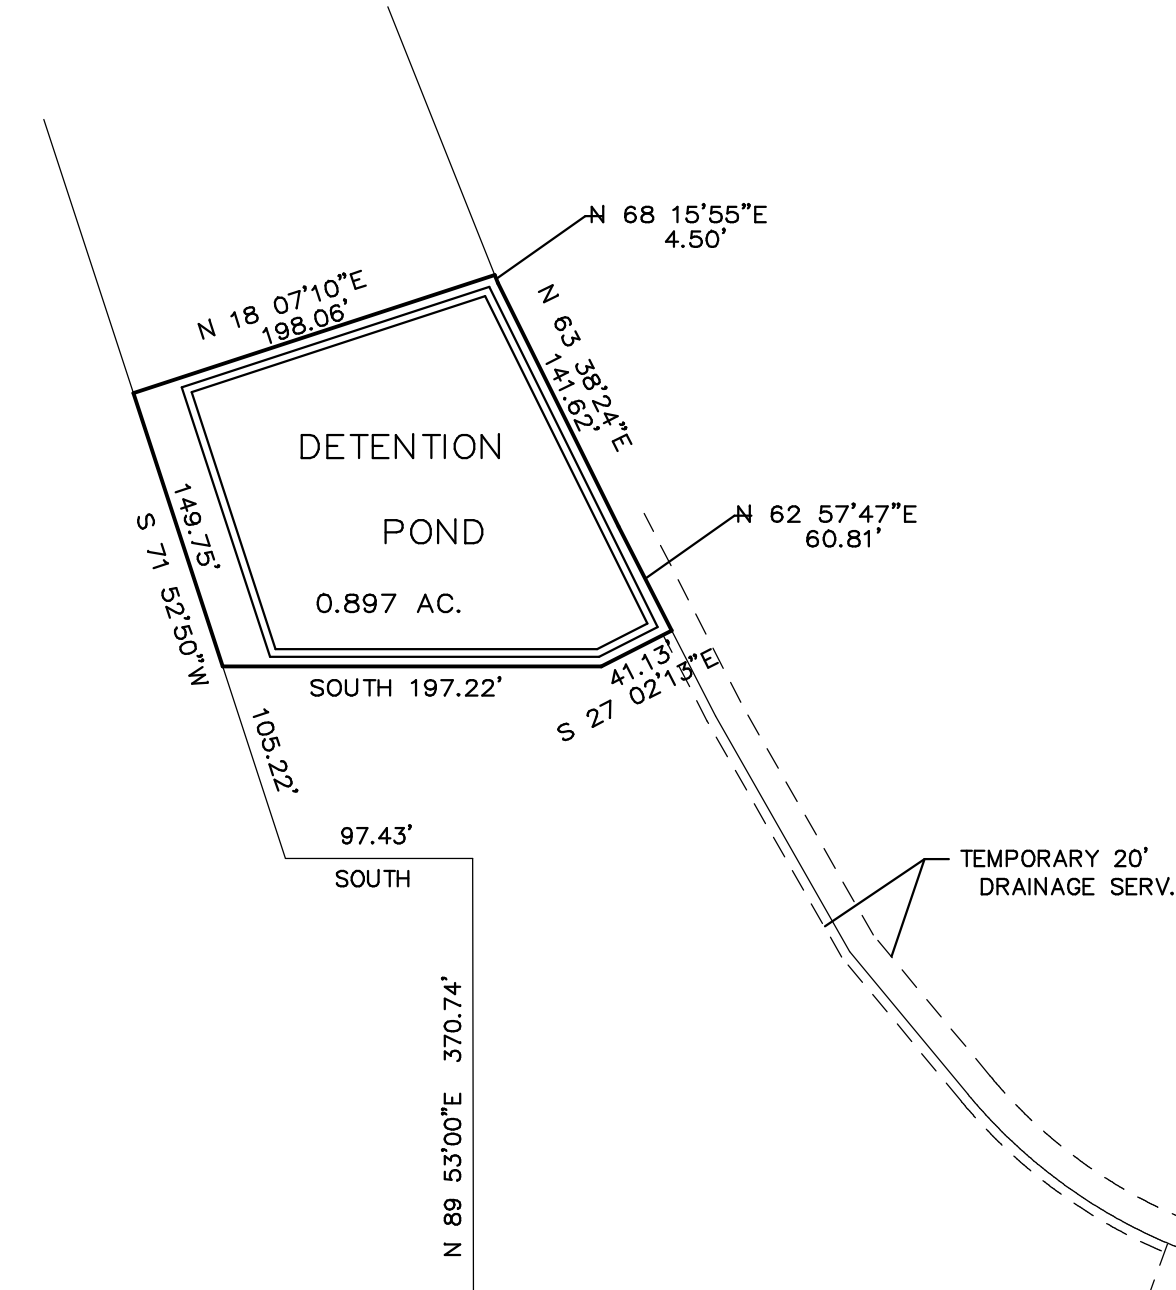 N 68 15'55"E
4.50'
N 18 07'10"E
198.06'
N 63 38'24"E
141.62'
DETENTION
POND
0.897 AC.
149.75'
S 71 52'50"W
N 62 57'47"E
60.81'
SOUTH 197.22'
41.13'
S 27 02'13"E
105.22'
97.43'
SOUTH
TEMPORARY 20'
DRAINAGE SERV.
N 89 53'00"E 370.74'